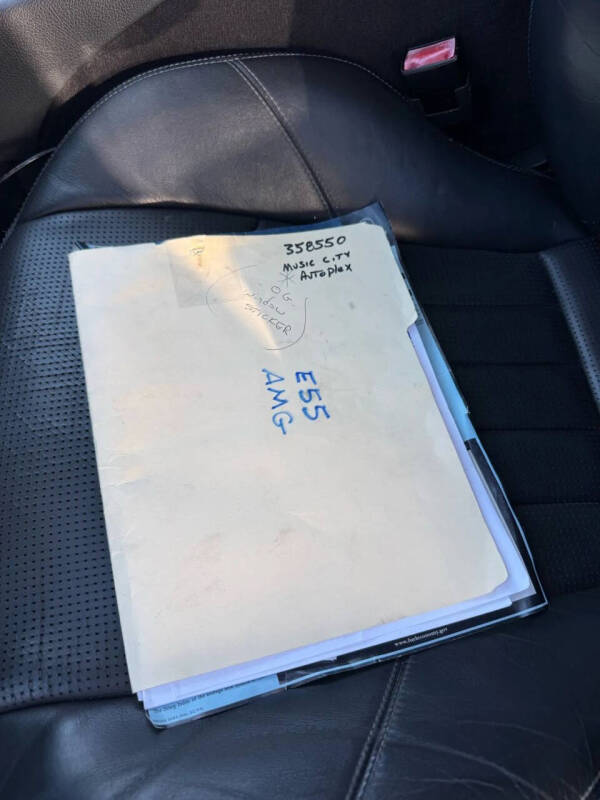 358550
MUSIC CITY
AUTOPLEX
OG
window
STICKER
E55
AMG
www.fueleconomy.gov